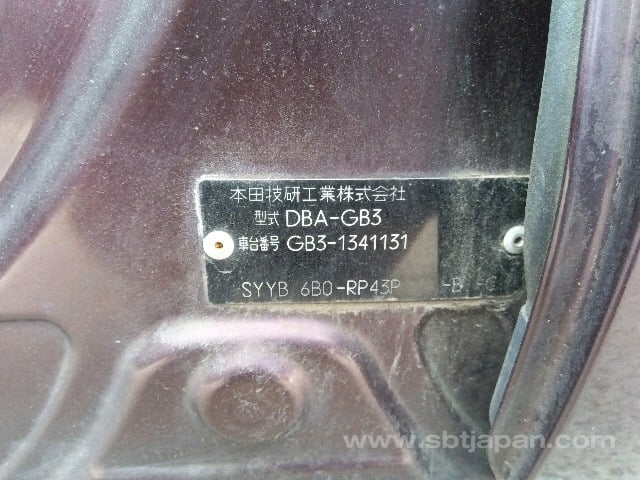 本田技研工業株式会社
型式 DBA-GB3
車台番号 GB3-1341131
SYYB 6B0-RP43P -B -C
www.sbtjapan.com